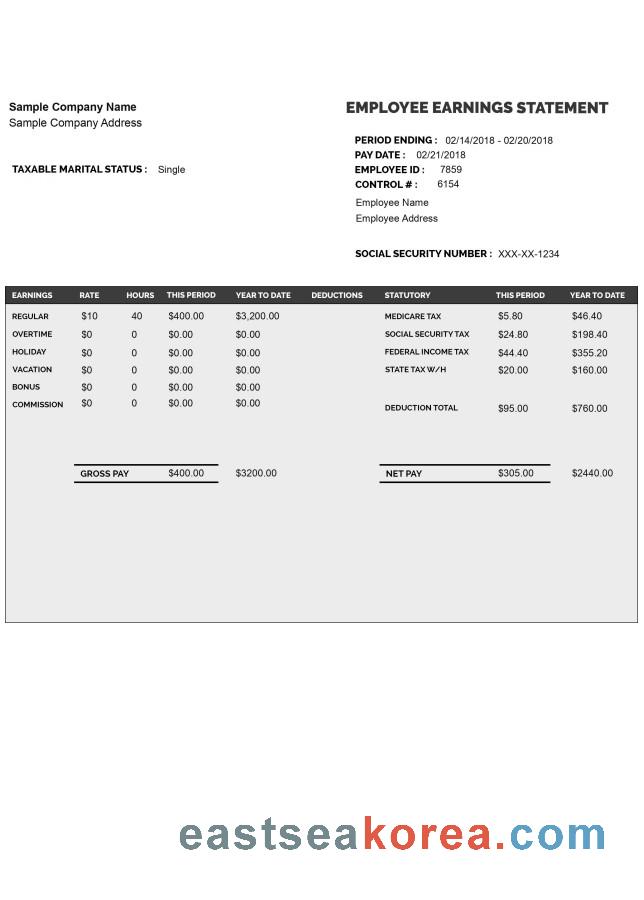 Sample Company Name
Sample Company Address
TAXABLE MARITAL STATUS : Single
EMPLOYEE EARNINGS STATEMENT
PERIOD ENDING : 02/14/2018 - 02/20/2018
PAY DATE : 02/21/2018
EMPLOYEE ID : 7859
CONTROL # : 6154
Employee Name
Employee Address
SOCIAL SECURITY NUMBER : XXX-XX-1234
EARNINGS RATE HOURS THIS PERIOD YEAR TO DATE DEDUCTIONS STATUTORY THIS PERIOD YEAR TO DATE
REGULAR $10 40 $400.00 $3,200.00 MEDICARE TAX $5.80 $46.40
OVERTIME $0 0 $0.00 $0.00 SOCIAL SECURITY TAX $24.80 $198.40
HOLIDAY $0 0 $0.00 $0.00 FEDERAL INCOME TAX $44.40 $355.20
VACATION $0 0 $0.00 $0.00 STATE TAX W/H $20.00 $160.00
BONUS $0 0 $0.00 $0.00
COMMISSION $0 0 $0.00 $0.00 DEDUCTION TOTAL $95.00 $760.00
GROSS PAY $400.00 $3200.00 NET PAY $305.00 $2440.00
eastseakorea.com